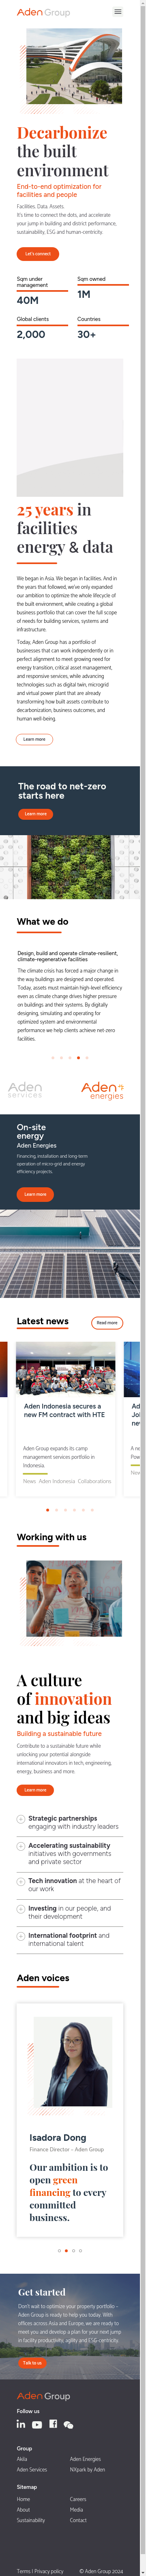 Aden Group
Decarbonize
the built
environment
End-to-end optimization for
facilities and people
Facilities. Data. Assets.
It's time to connect the dots, and accelerate
your jump in building and district performance,
sustainability, ESG and human-centricity.
Let's connect
Sqm under
management
40M
Sqm owned
1M
Global clients
2,000
Countries
30+
25 years in
facilities
energy & data
We began in Asia. We began in facilities. And in
the years that followed, we've only expanded
our ambition to optimize the whole lifecycle of
the built environment, while creating a global
business portfolio that can cover the full span
of needs for building services, systems and
infrastructure.
Today, Aden Group has a portfolio of
businesses that can work independently or in
perfect alignment to meet growing need for
energy transition, critical asset management,
and responsive services, while advancing
technologies such as digital twin, microgrid
and virtual power plant that are already
transforming how built assets contribute to
decarbonization, business outcomes, and
human well-being.
Learn more
The road to net-zero
starts here
Learn more
What we do
Design, build and operate climate-resilient,
climate-regenerative facilities
The climate crisis has forced a sea change in
the way buildings are designed and operated.
Today, assets must maintain high-level efficiency
even as climate change drives higher pressure
on buildings and their systems. By digitally
designing, simulating and operating for
optimized system and environmental
performance we help clients achieve real net-zero
facilities.
Aden
services
Aden
energies
On-site
energy
Aden Energies
Financing, installation and long-term
operation of micro-grid and energy
efficiency projects.
Learn more
Latest news
Read more
Aden Indonesia secures a
new FM contract with HTE
Aden Group expands its camp
management services portfolio in
Indonesia.
News Aden Indonesia Collaborations
Working with us
A culture
of innovation
and big ideas
Building a sustainable future
Contribute to a sustainable future while
unlocking your potential alongside
international innovators in tech, engineering,
energy, business and more.
Learn more
Strategic partnerships
engaging with industry leaders
Accelerating sustainability
initiatives with governments
and private sector
Tech innovation at the heart of
our work
Investing in our people, and
their development
International footprint and
international talent
Aden voices
Isadora Dong
Finance Director – Aden Group
Our ambition is to
open green
financing to every
committed
business.
Get started
Don't wait to optimize your property portfolio –
Aden Group is ready to help you today. With
offices across Asia and Europe, we are ready to
meet you and develop a plan for your next jump
in facility productivity, agility and ESG centricity.
Talk to us
Aden Group
Follow us
Group
Akila
Aden Energies
Aden Services
NXpark by Aden
Sitemap
Home
Careers
About
Media
Sustainability
Contact
Terms | Privacy policy
© Aden Group 2024